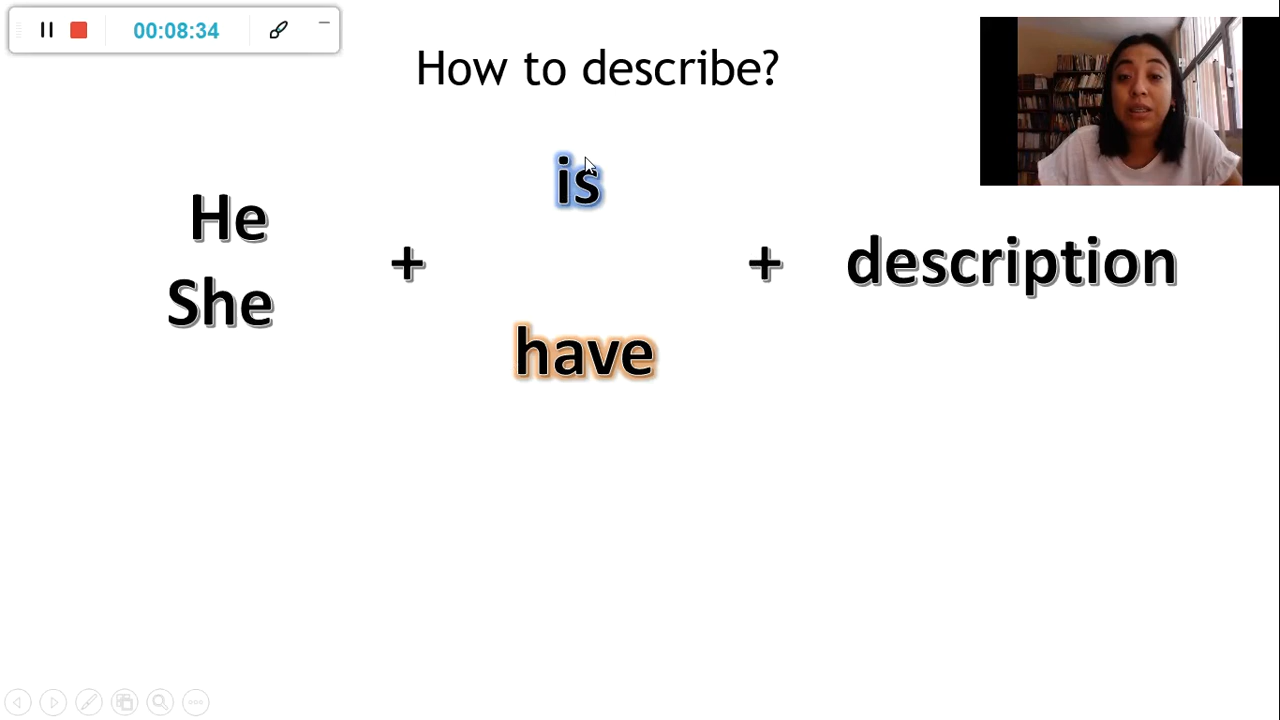 00:08:34
How to describe?
is
He
She
+
+
description
have